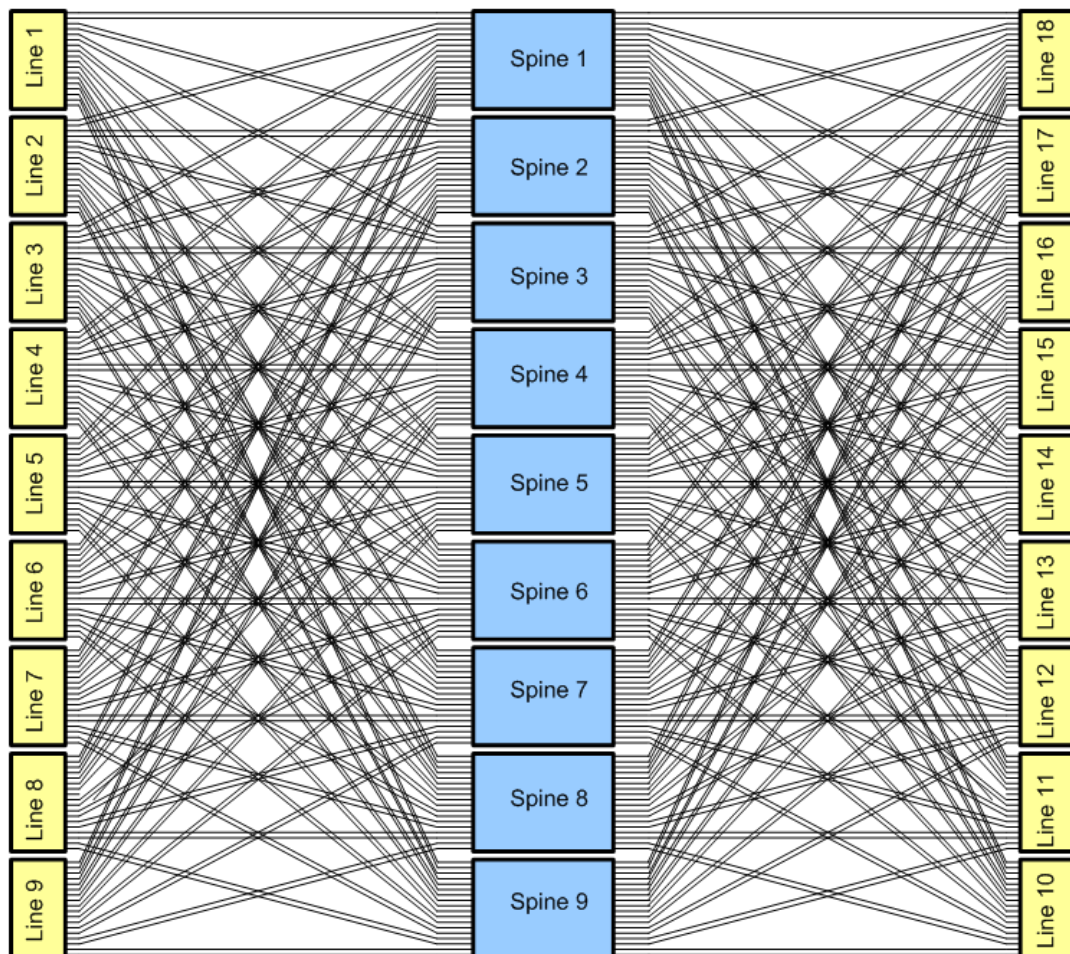 Line 1
Spine 1
Line 18
Line 2
Spine 2
Line 17
Line 3
Spine 3
Line 16
Line 4
Spine 4
Line 15
Line 5
Spine 5
Line 14
Line 6
Spine 6
Line 13
Line 7
Spine 7
Line 12
Line 8
Spine 8
Line 11
Line 9
Spine 9
Line 10